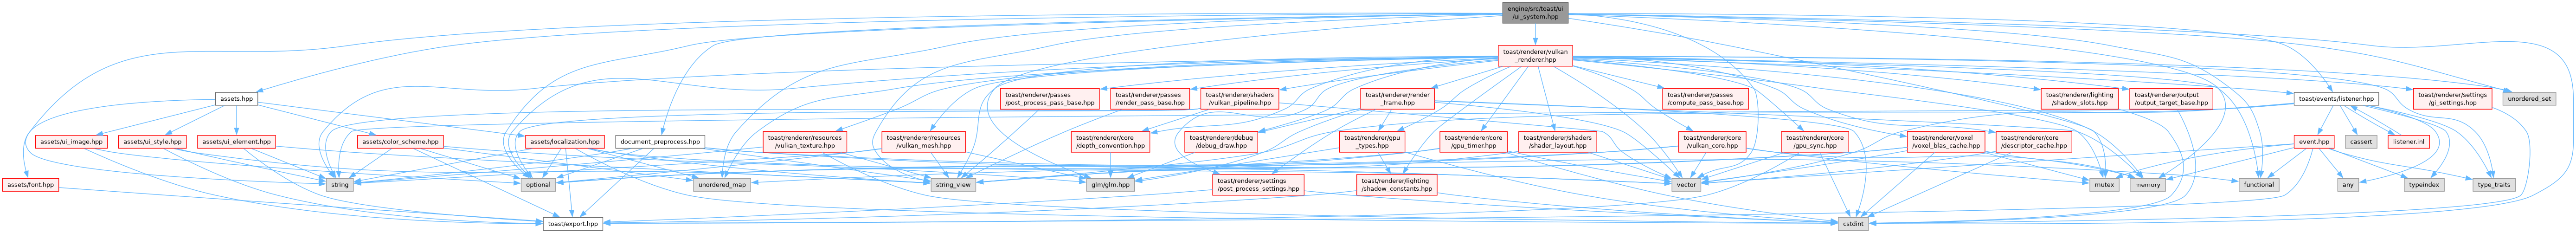 engine/src/toast/ui
/ui_system.hpp
toast/renderer/vulkan
_renderer.hpp
assets.hpp
toast/renderer/passes
/post_process_pass_base.hpp
toast/renderer/passes
/render_pass_base.hpp
toast/renderer/shaders
/vulkan_pipeline.hpp
toast/renderer/render
_frame.hpp
toast/renderer/passes
/compute_pass_base.hpp
toast/renderer/lighting
/shadow_slots.hpp
toast/renderer/output
/output_target_base.hpp
toast/events/listener.hpp
toast/renderer/settings
/gi_settings.hpp
unordered_set
assets/ui_image.hpp
assets/ui_style.hpp
assets/ui_element.hpp
assets/color_scheme.hpp
assets/localization.hpp
document_preprocess.hpp
toast/renderer/resources
/vulkan_texture.hpp
toast/renderer/resources
/vulkan_mesh.hpp
toast/renderer/core
/depth_convention.hpp
toast/renderer/debug
/debug_draw.hpp
toast/renderer/gpu
_types.hpp
toast/renderer/core
/gpu_timer.hpp
toast/renderer/shaders
/shader_layout.hpp
toast/renderer/core
/vulkan_core.hpp
toast/renderer/core
/gpu_sync.hpp
toast/renderer/voxel
/voxel_blas_cache.hpp
toast/renderer/core
/descriptor_cache.hpp
event.hpp
cassert
listener.inl
assets/font.hpp
string
optional
unordered_map
string_view
glm/glm.hpp
toast/renderer/settings
/post_process_settings.hpp
toast/renderer/lighting
/shadow_constants.hpp
vector
mutex
memory
functional
any
typeindex
type_traits
toast/export.hpp
cstdint